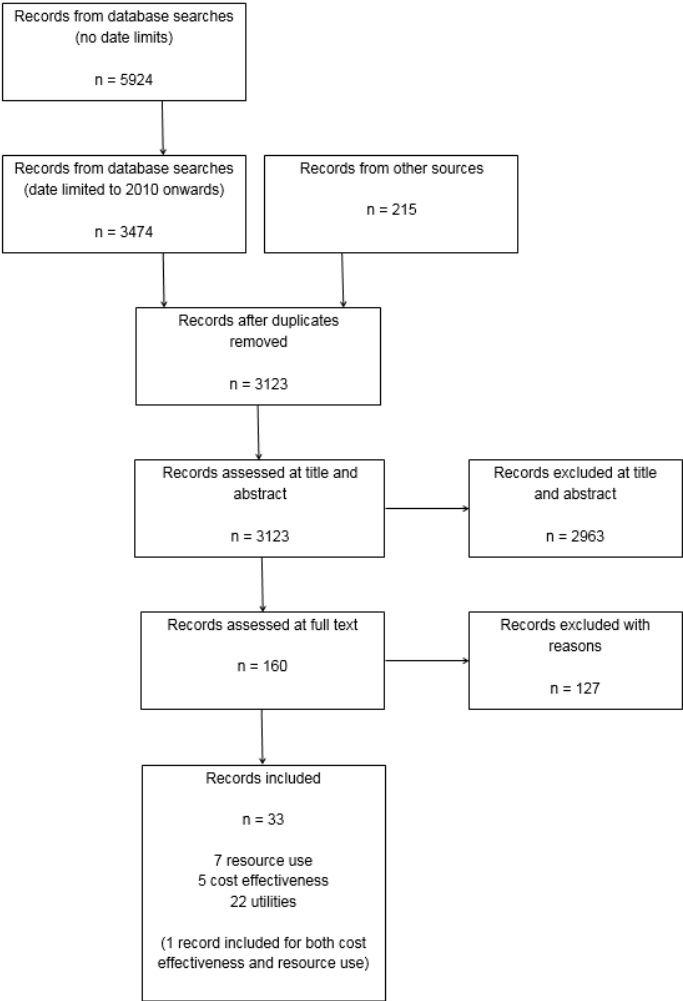 Records from database searches
(no date limits)
n = 5924
Records from database searches
(date limited to 2010 onwards)
n = 3474
Records from other sources
n = 215
Records after duplicates
removed
n = 3123
Records assessed at title and
abstract
n = 3123
Records excluded at title
and abstract
n = 2963
Records assessed at full text
n = 160
Records excluded with
reasons
n = 127
Records included
n = 33
7 resource use
5 cost effectiveness
22 utilities
(1 record included for both cost
effectiveness and resource use)